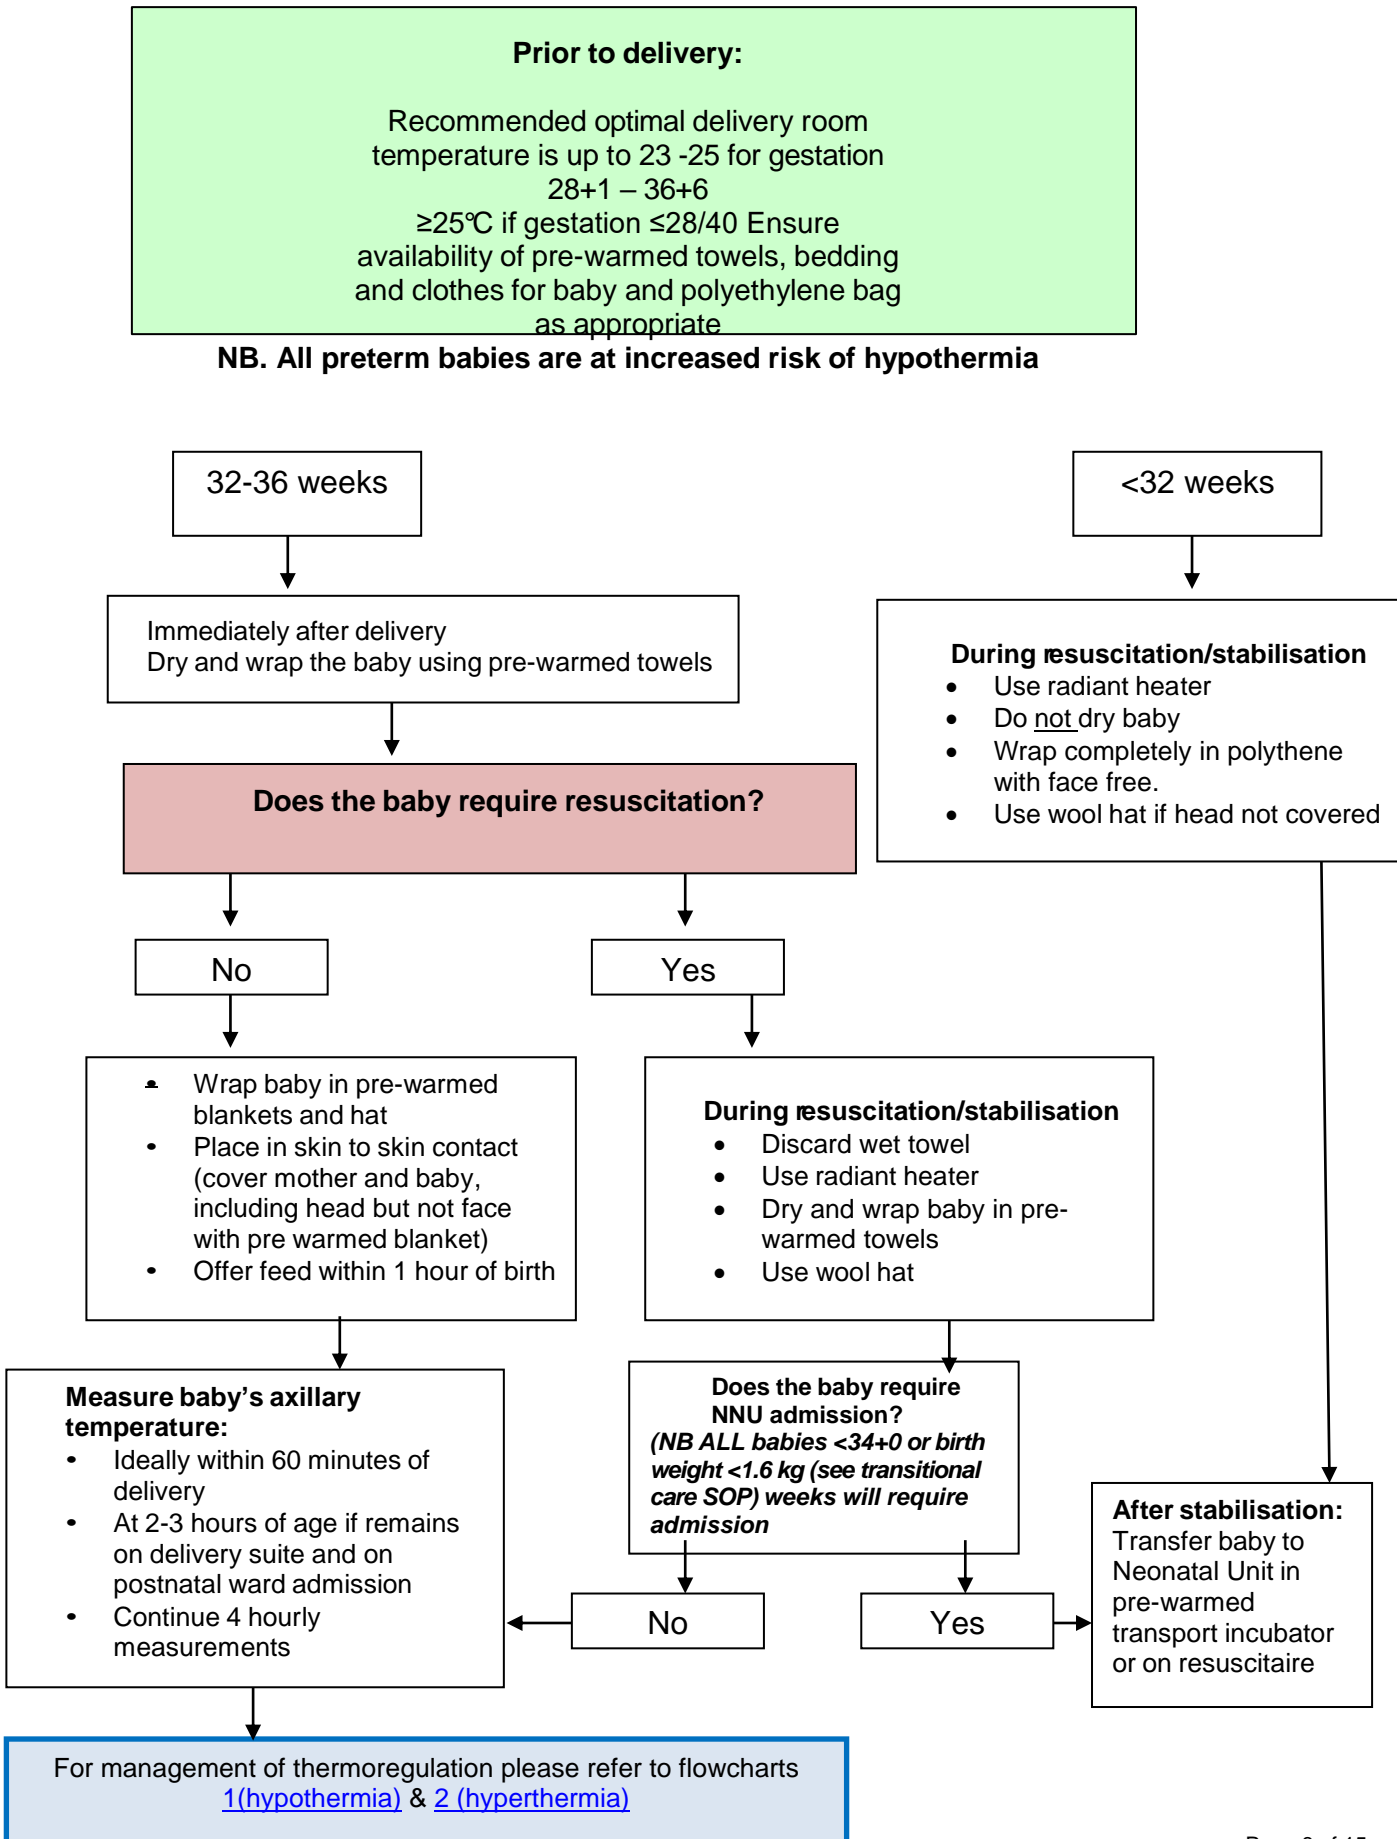 Prior to delivery:
Recommended optimal delivery room
temperature is up to 23 -25 for gestation
28+1 – 36+6
≥25℃ if gestation ≤28/40 Ensure
availability of pre-warmed towels, bedding
and clothes for baby and polyethylene bag
as appropriate
NB. All preterm babies are at increased risk of hypothermia
32-36 weeks
<32 weeks
Immediately after delivery
Dry and wrap the baby using pre-warmed towels
During resuscitation/stabilisation
• Use radiant heater
• Do not dry baby
• Wrap completely in polythene
with face free.
• Use wool hat if head not covered
Does the baby require resuscitation?
No
Yes
• Wrap baby in pre-warmed
blankets and hat
• Place in skin to skin contact
(cover mother and baby,
including head but not face
with pre warmed blanket)
• Offer feed within 1 hour of birth
During resuscitation/stabilisation
• Discard wet towel
• Use radiant heater
• Dry and wrap baby in pre-
warmed towels
• Use wool hat
Measure baby’s axillary
temperature:
• Ideally within 60 minutes of
delivery
• At 2-3 hours of age if remains
on delivery suite and on
postnatal ward admission
• Continue 4 hourly
measurements
Does the baby require
NNU admission?
(NB ALL babies <34+0 or birth
weight <1.6 kg (see transitional
care SOP) weeks will require
admission
No
Yes
After stabilisation:
Transfer baby to
Neonatal Unit in
pre-warmed
transport incubator
or on resuscitaire
For management of thermoregulation please refer to flowcharts
1(hypothermia) & 2 (hyperthermia)